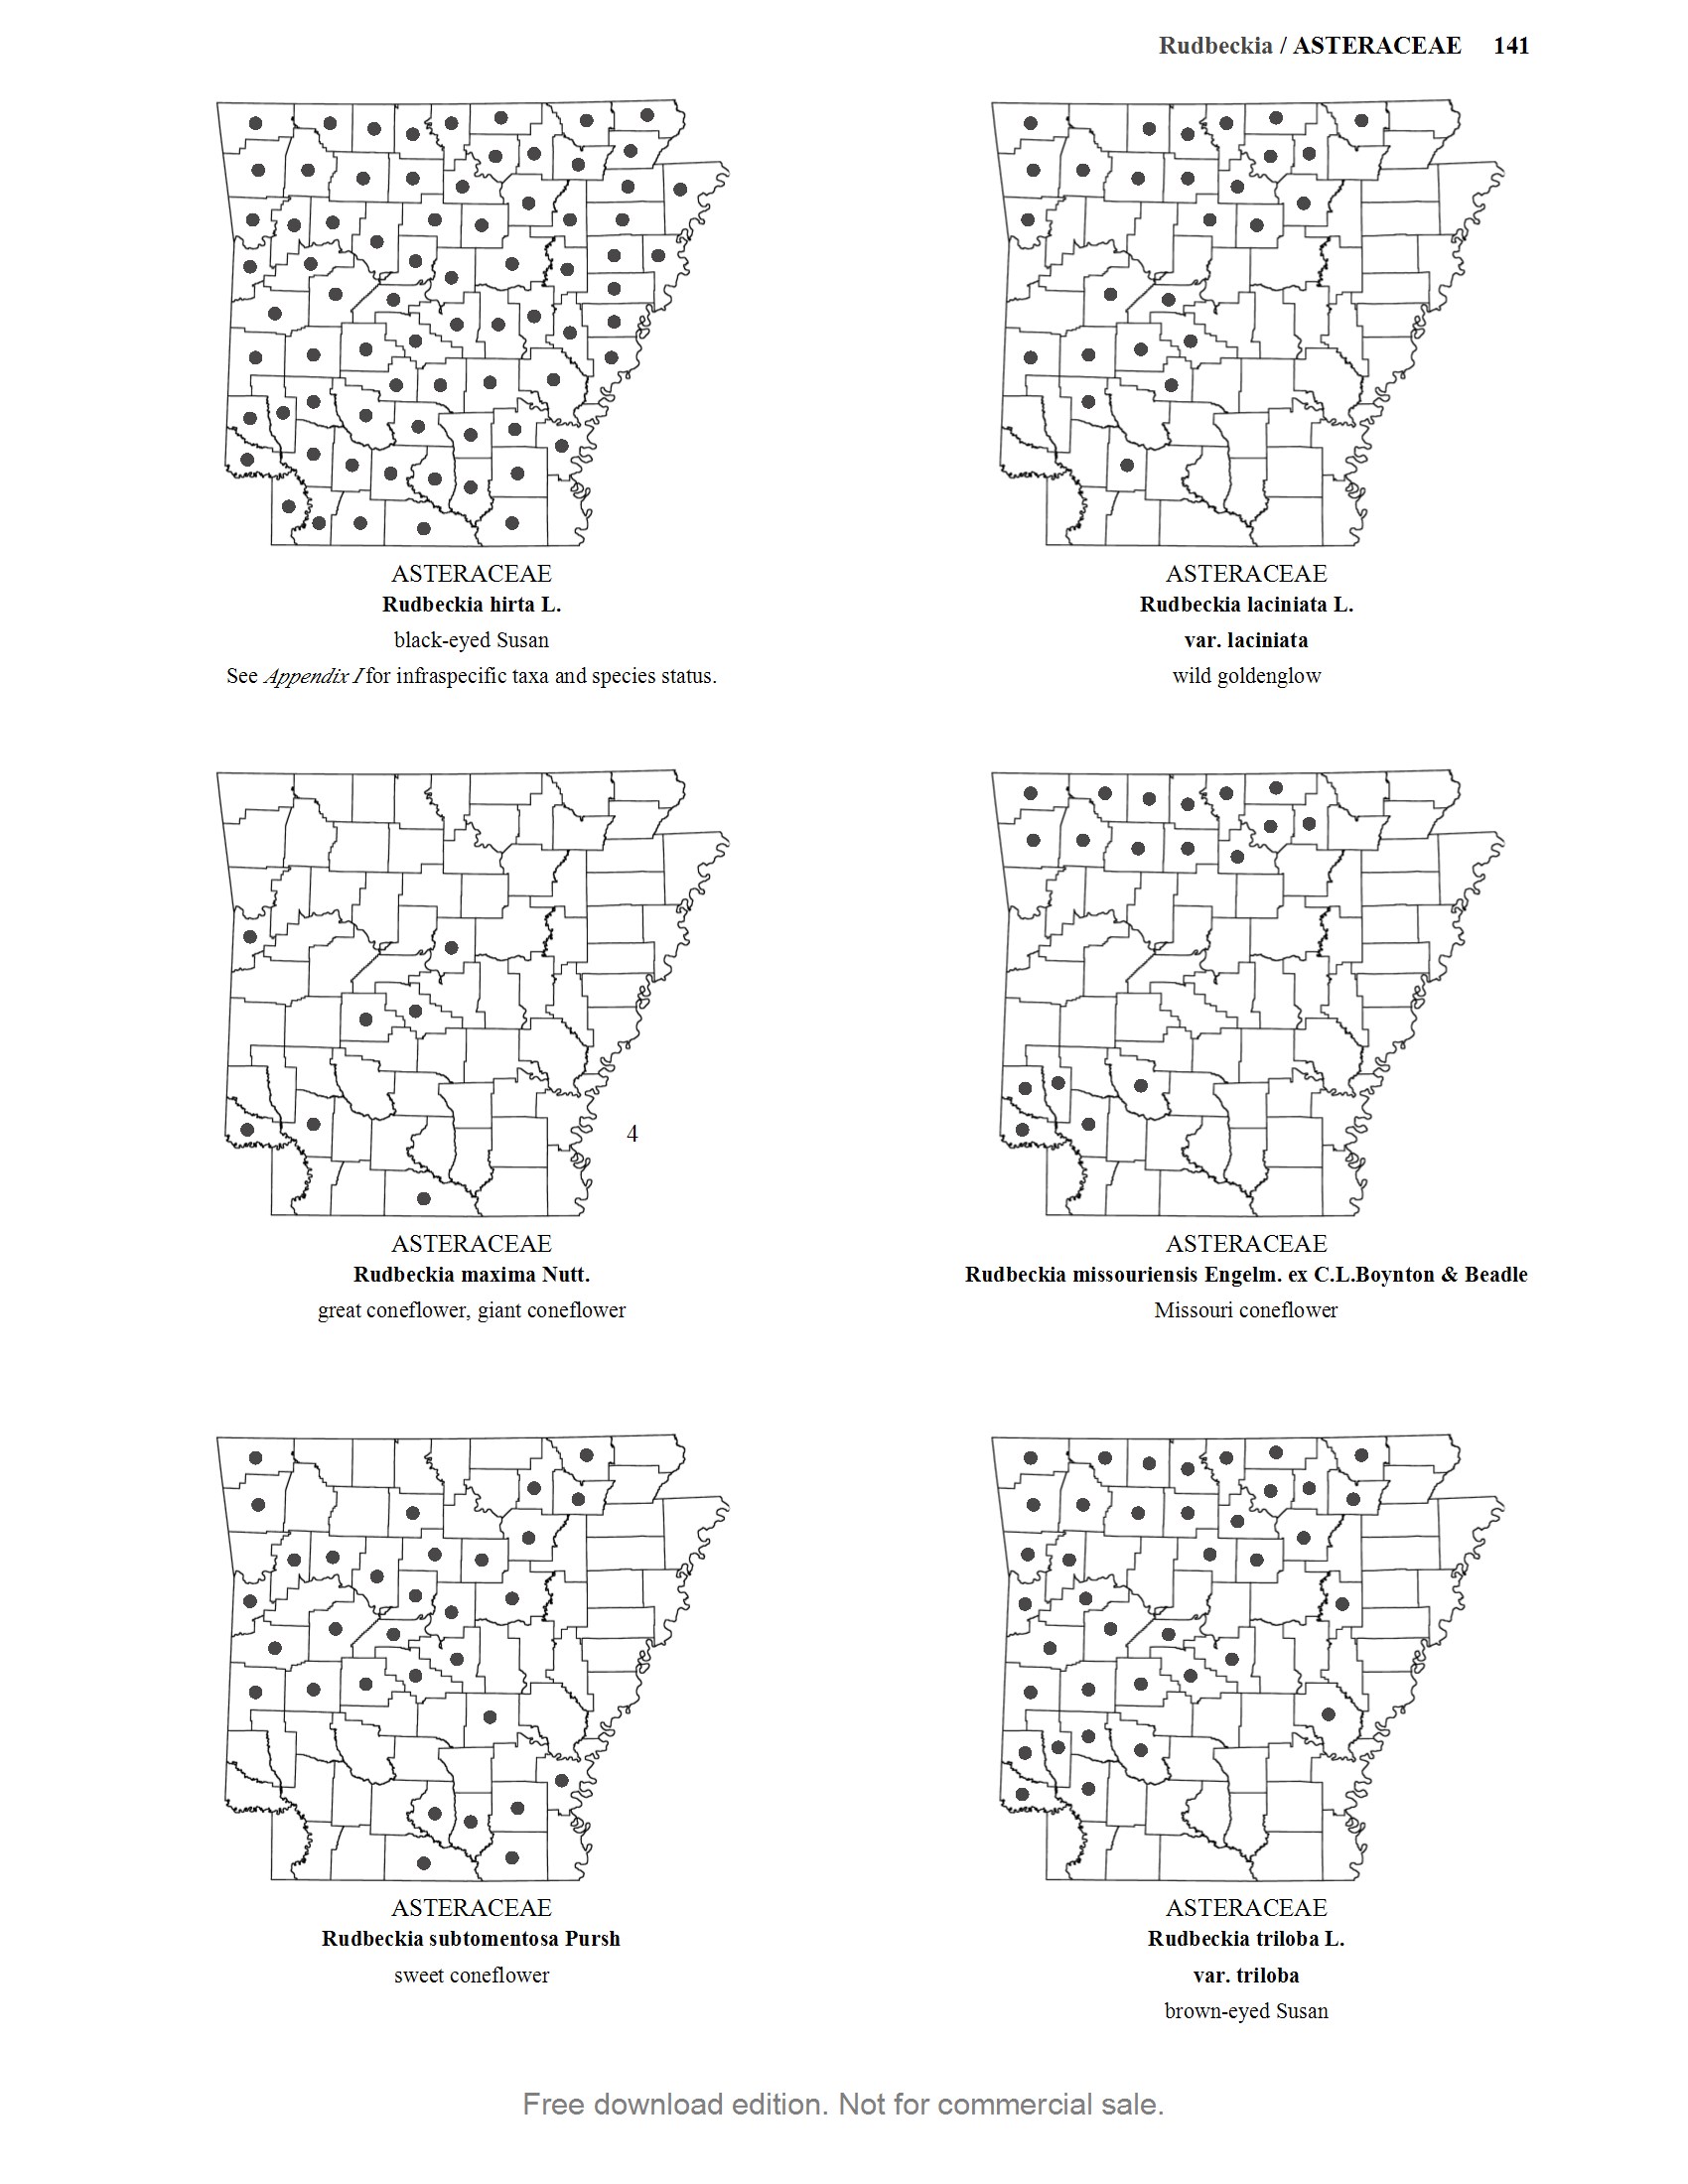 Rudbeckia / ASTERACEAE 141
ASTERACEAE
Rudbeckia hirta L.
black-eyed Susan
See Appendix I for infraspecific taxa and species status.
ASTERACEAE
Rudbeckia laciniata L.
var. laciniata
wild goldenglow
4
ASTERACEAE
Rudbeckia maxima Nutt.
great coneflower, giant coneflower
ASTERACEAE
Rudbeckia missouriensis Engelm. ex C.L.Boynton & Beadle
Missouri coneflower
ASTERACEAE
Rudbeckia subtomentosa Pursh
sweet coneflower
ASTERACEAE
Rudbeckia triloba L.
var. triloba
brown-eyed Susan
Free download edition. Not for commercial sale.